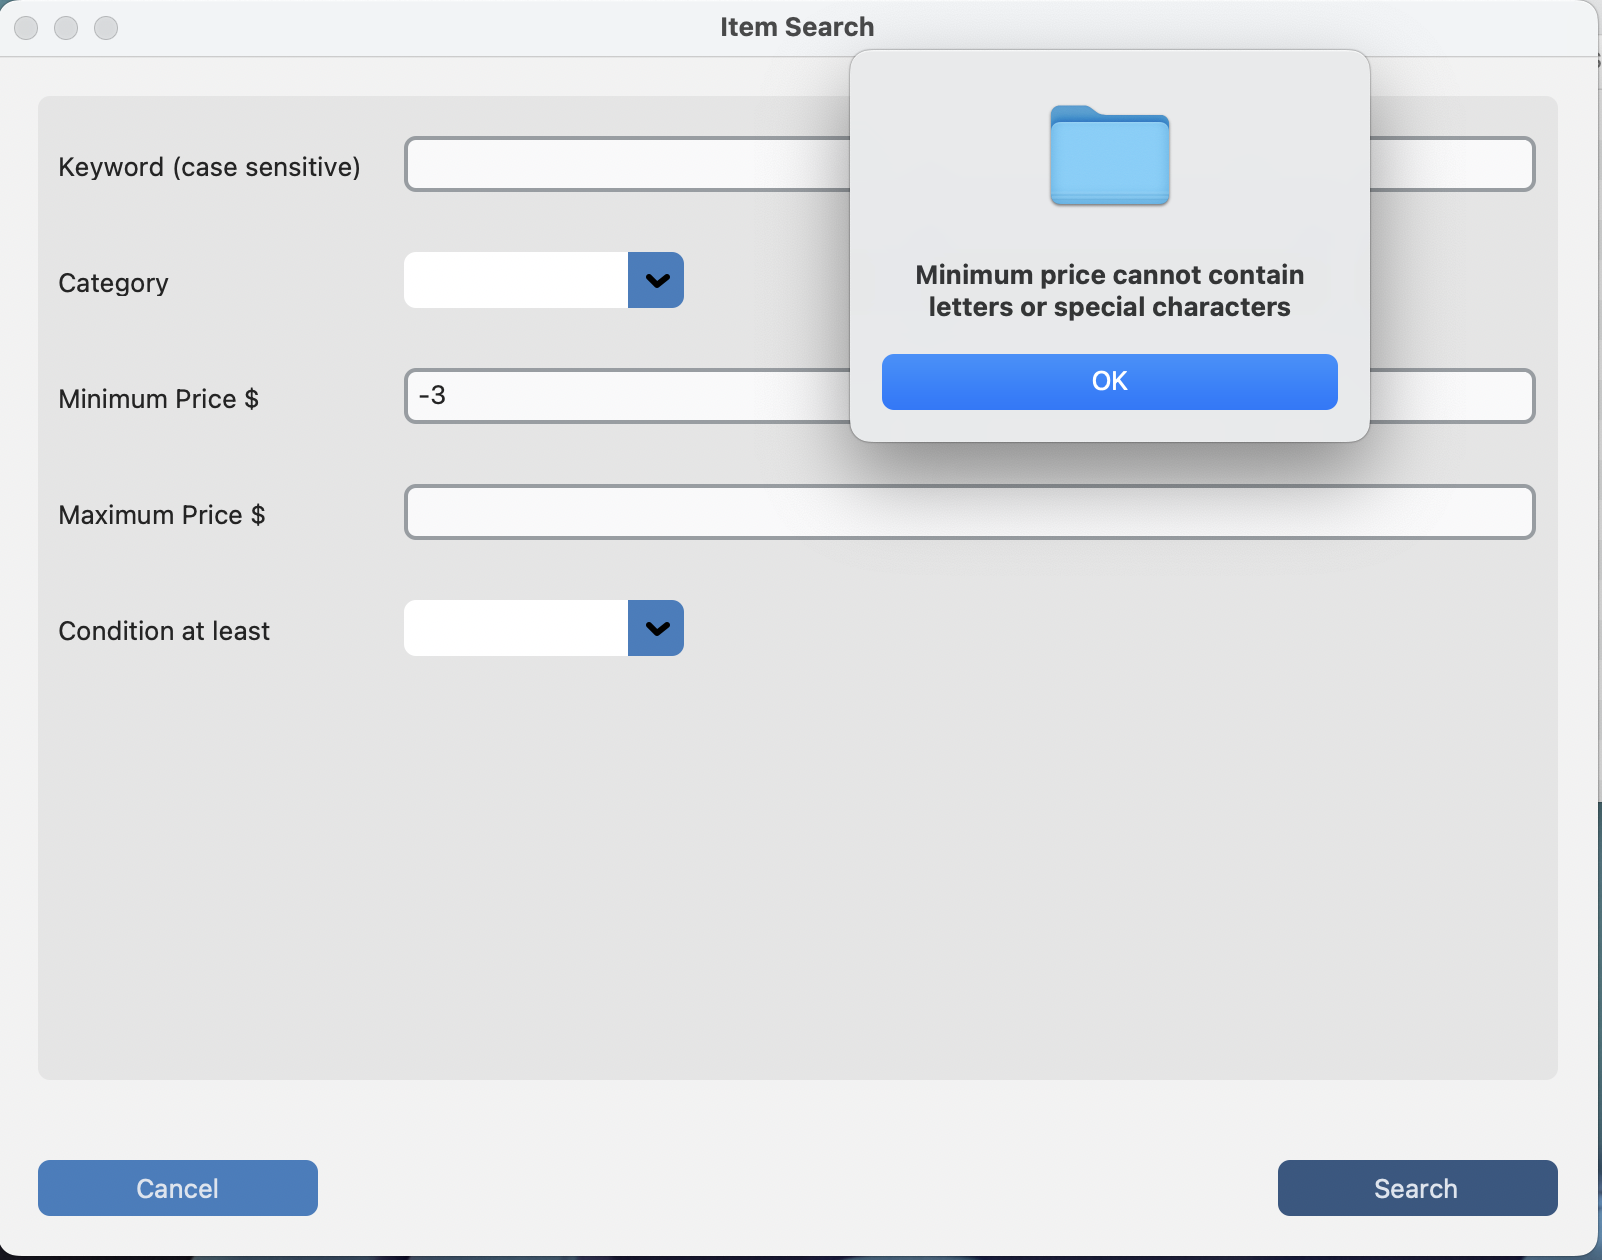 Item Search
Keyword (case sensitive)
Category
Minimum price cannot contain
letters or special characters
OK
Minimum Price $
-3
Maximum Price $
Condition at least
Cancel
Search